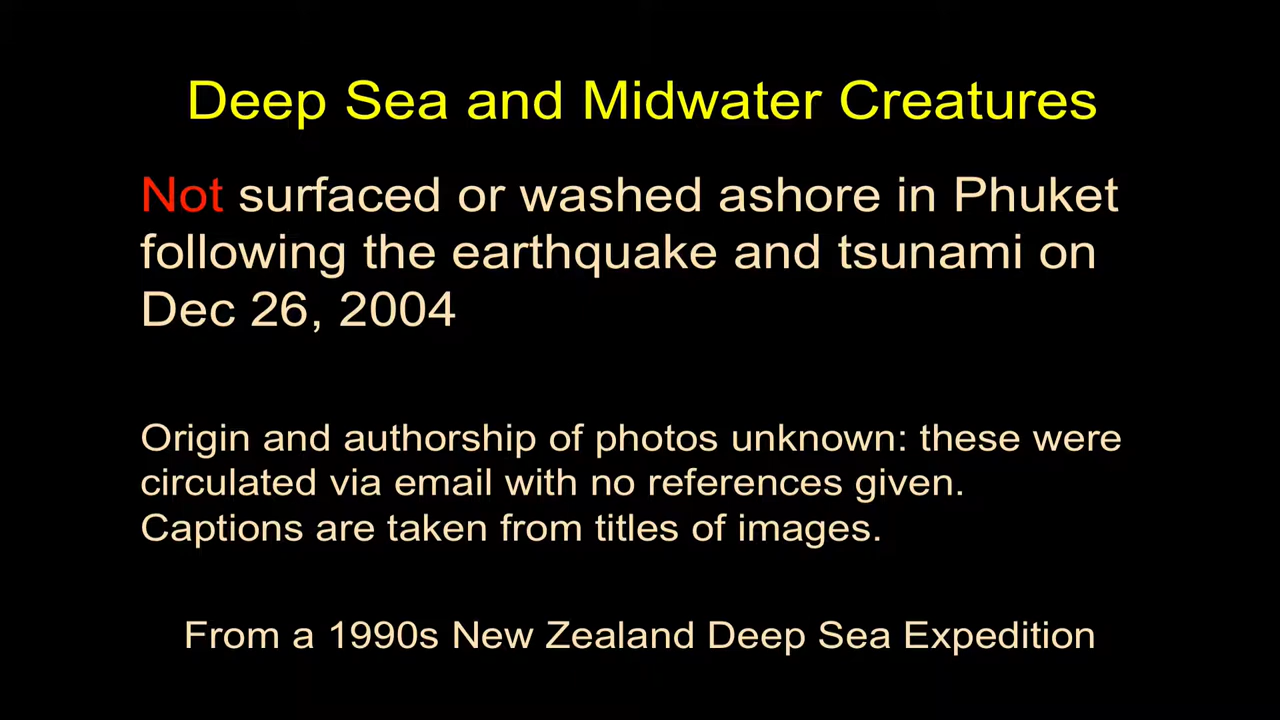 Deep Sea and Midwater Creatures
Not surfaced or washed ashore in Phuket
following the earthquake and tsunami on
Dec 26, 2004
Origin and authorship of photos unknown: these were
circulated via email with no references given.
Captions are taken from titles of images.
From a 1990s New Zealand Deep Sea Expedition